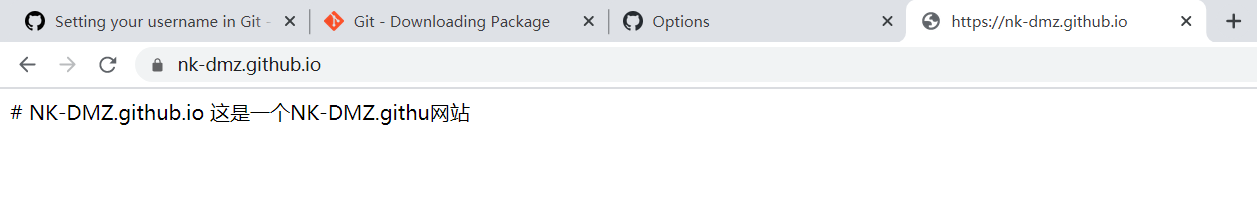 Setting your username in Git -
Git - Downloading Package
Options
https://nk-dmz.github.io
nk-dmz.github.io
# NK-DMZ.github.io 这是一个NK-DMZ.githu网站